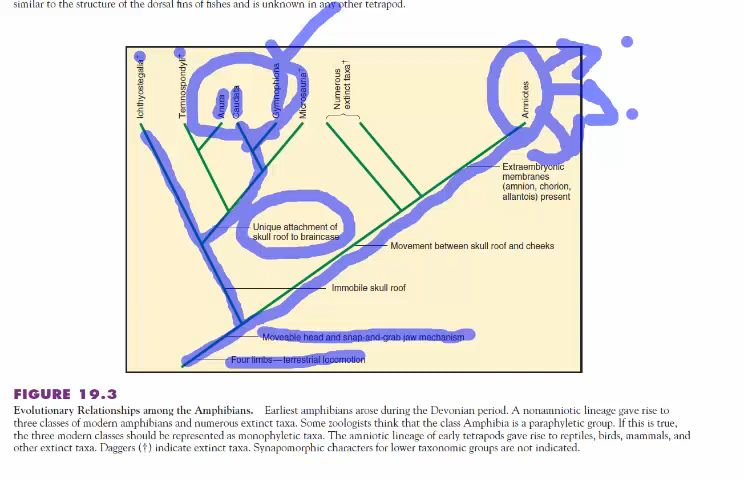 similar to the structure of the dorsal fins of fishes and is unknown in any other tetrapod.
Ichthyostegalia†
Temnospondyli†
Anura
Caudata
Gymnophiona
Microsauria†
Numerous
extinct taxa†
Amniotes
Extraembryonic
membranes
(amnion, chorion,
allantois) present
Unique attachment of
skull roof to braincase
Movement between skull roof and cheeks
Immobile skull roof
Moveable head and snap-and-grab jaw mechanism
Four limbs—terrestrial locomotion
FIGURE 19.3
Evolutionary Relationships among the Amphibians. Earliest amphibians arose during the Devonian period. A nonamniotic lineage gave rise to
three classes of modern amphibians and numerous extinct taxa. Some zoologists think that the class Amphibia is a paraphyletic group. If this is true,
the three modern classes should be represented as monophyletic taxa. The amniotic lineage of early tetrapods gave rise to reptiles, birds, mammals, and
other extinct taxa. Daggers (†) indicate extinct taxa. Synapomorphic characters for lower taxonomic groups are not indicated.